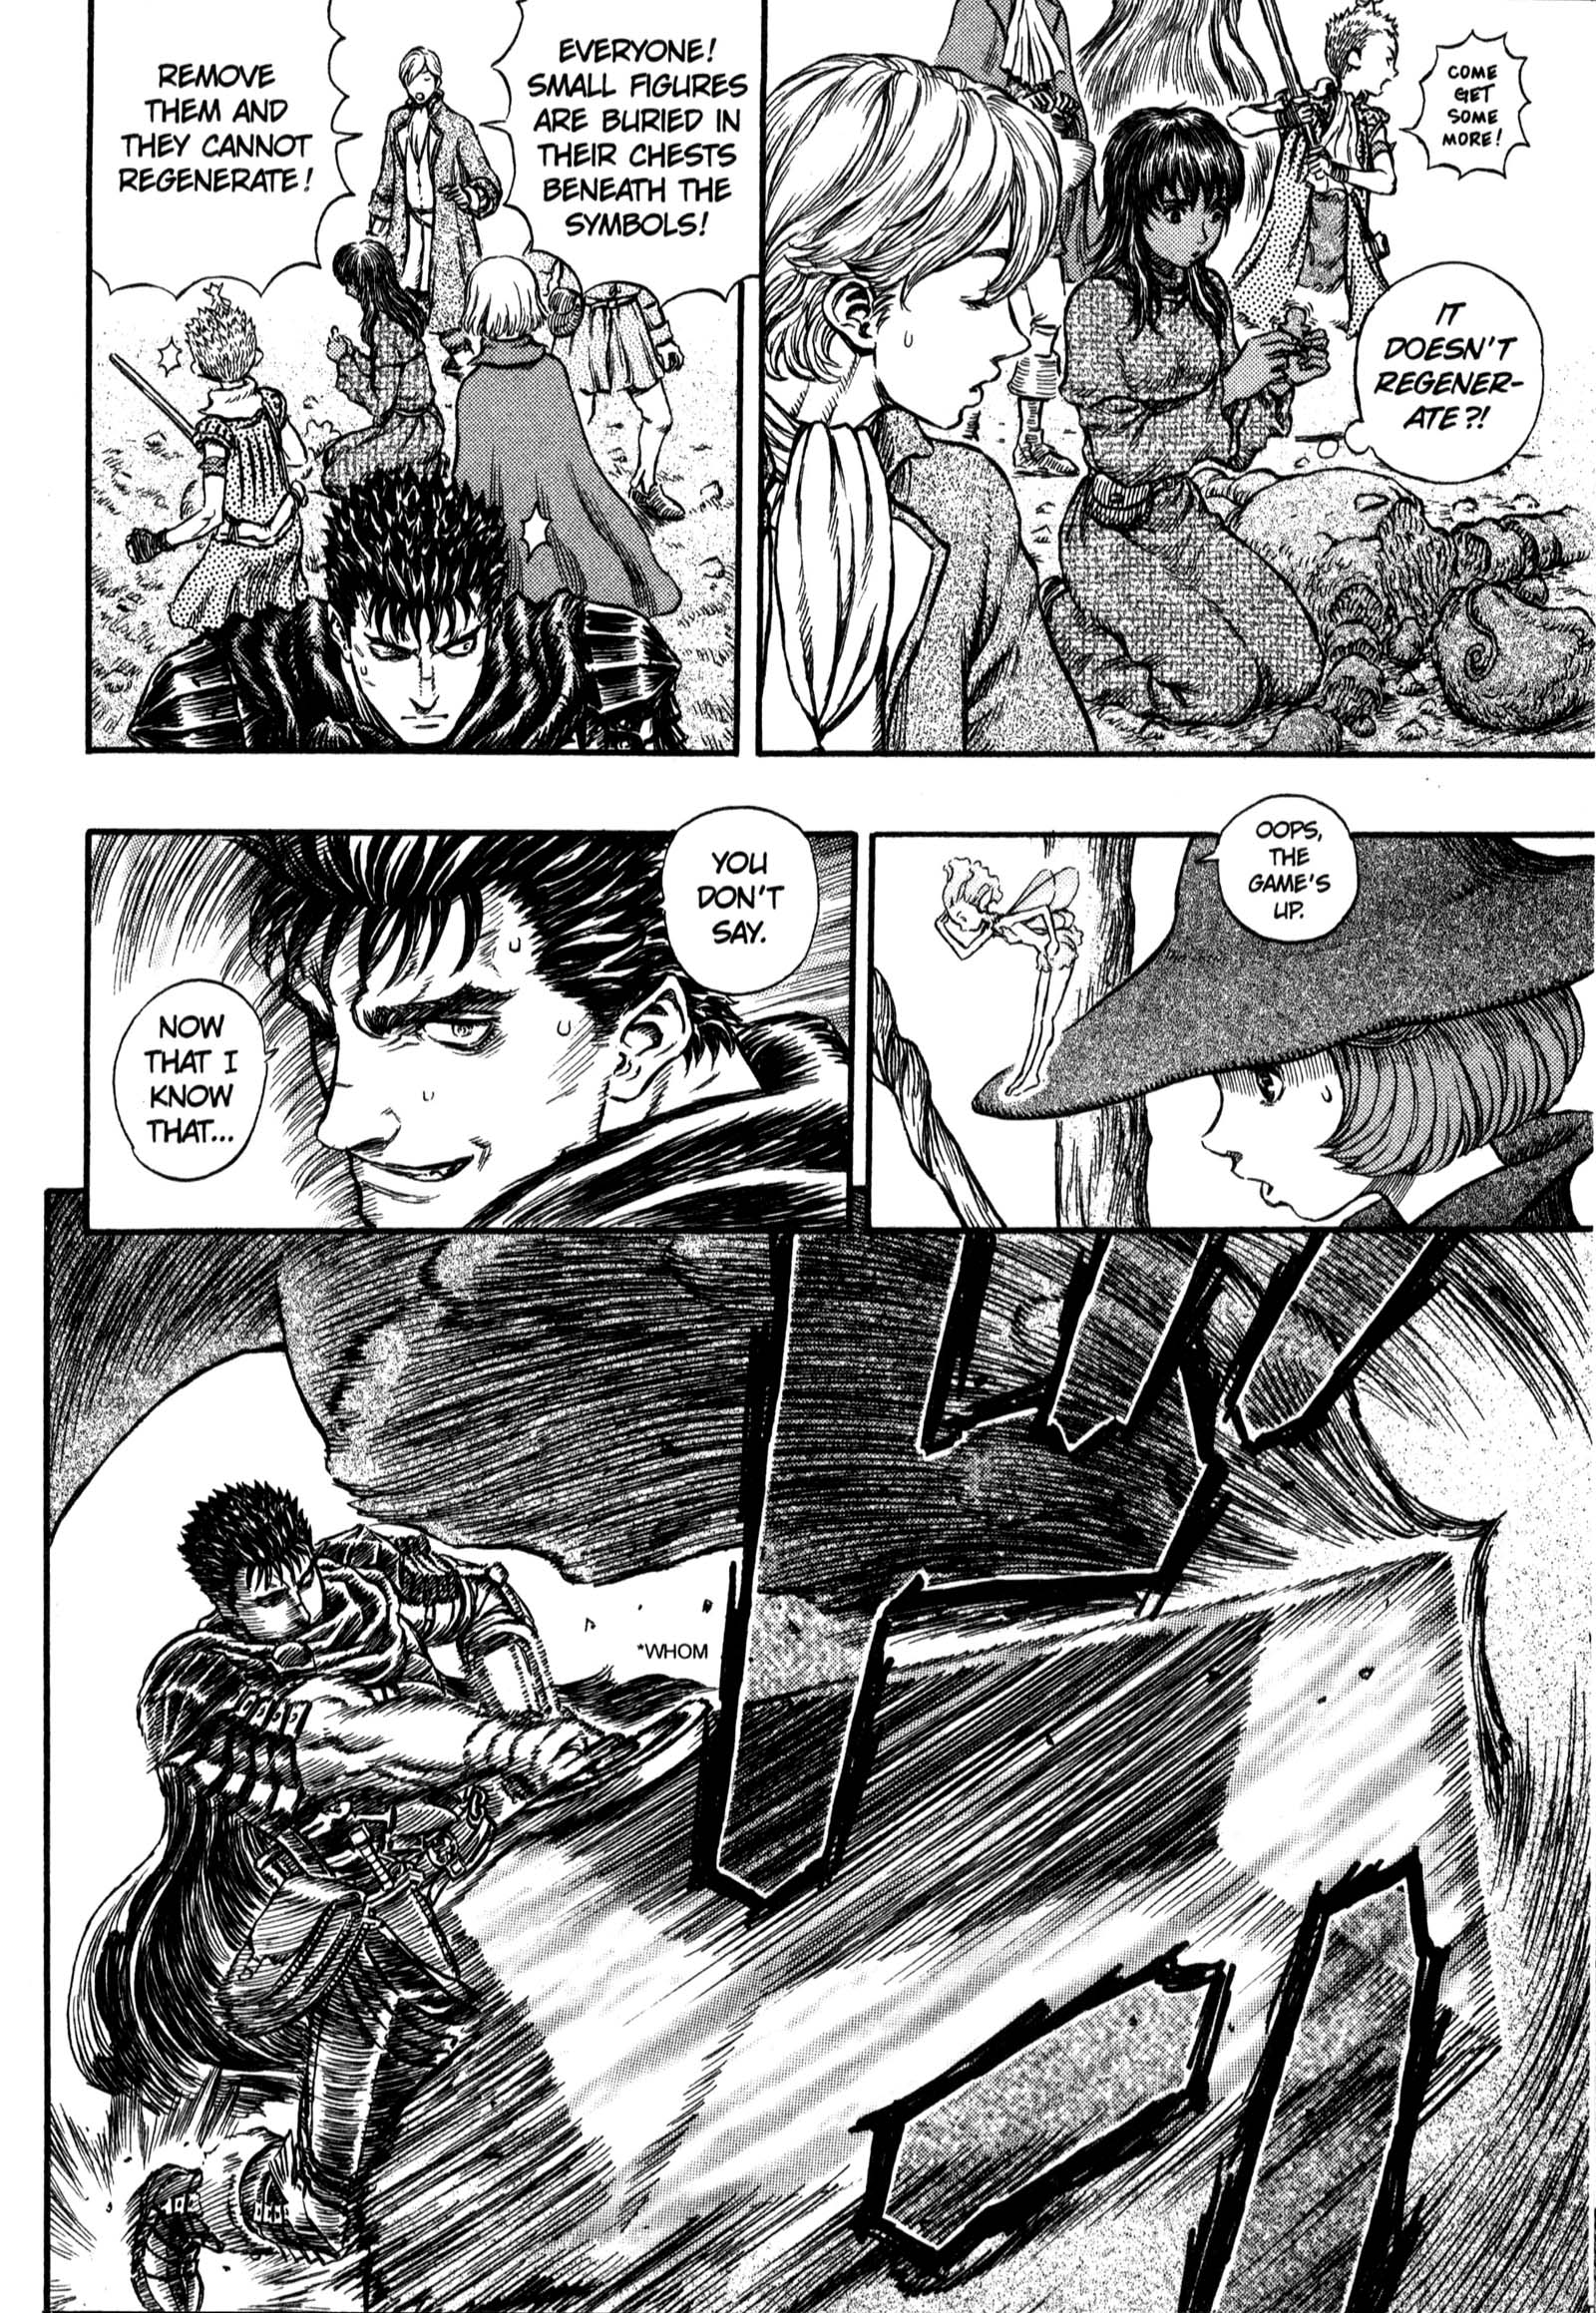 COME
GET
SOME
MORE!
IT
DOESN'T
REGENER-
ATE?!
EVERYONE!
SMALL FIGURES
ARE BURIED IN
THEIR CHESTS
BENEATH THE
SYMBOLS!
REMOVE
THEM AND
THEY CANNOT
REGENERATE!
OOPS,
THE
GAME'S
UP.
YOU
DON'T
SAY.
NOW
THAT I
KNOW
THAT...
*WHOM